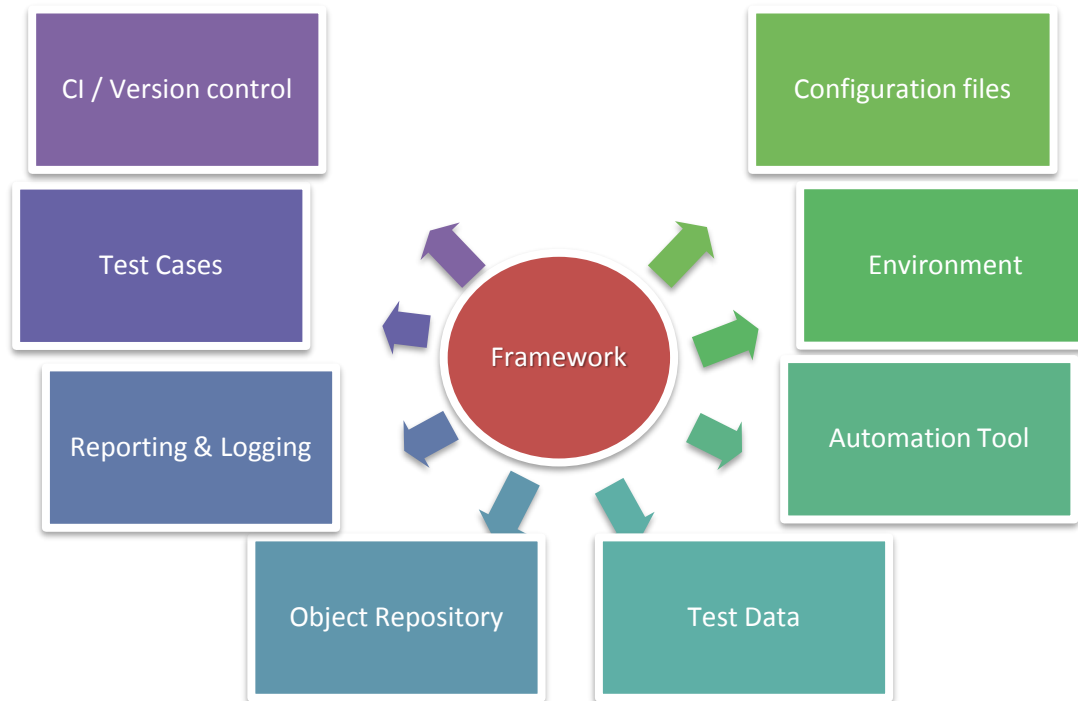 CI / Version control
Configuration files
Test Cases
Environment
Framework
Reporting & Logging
Automation Tool
Object Repository
Test Data